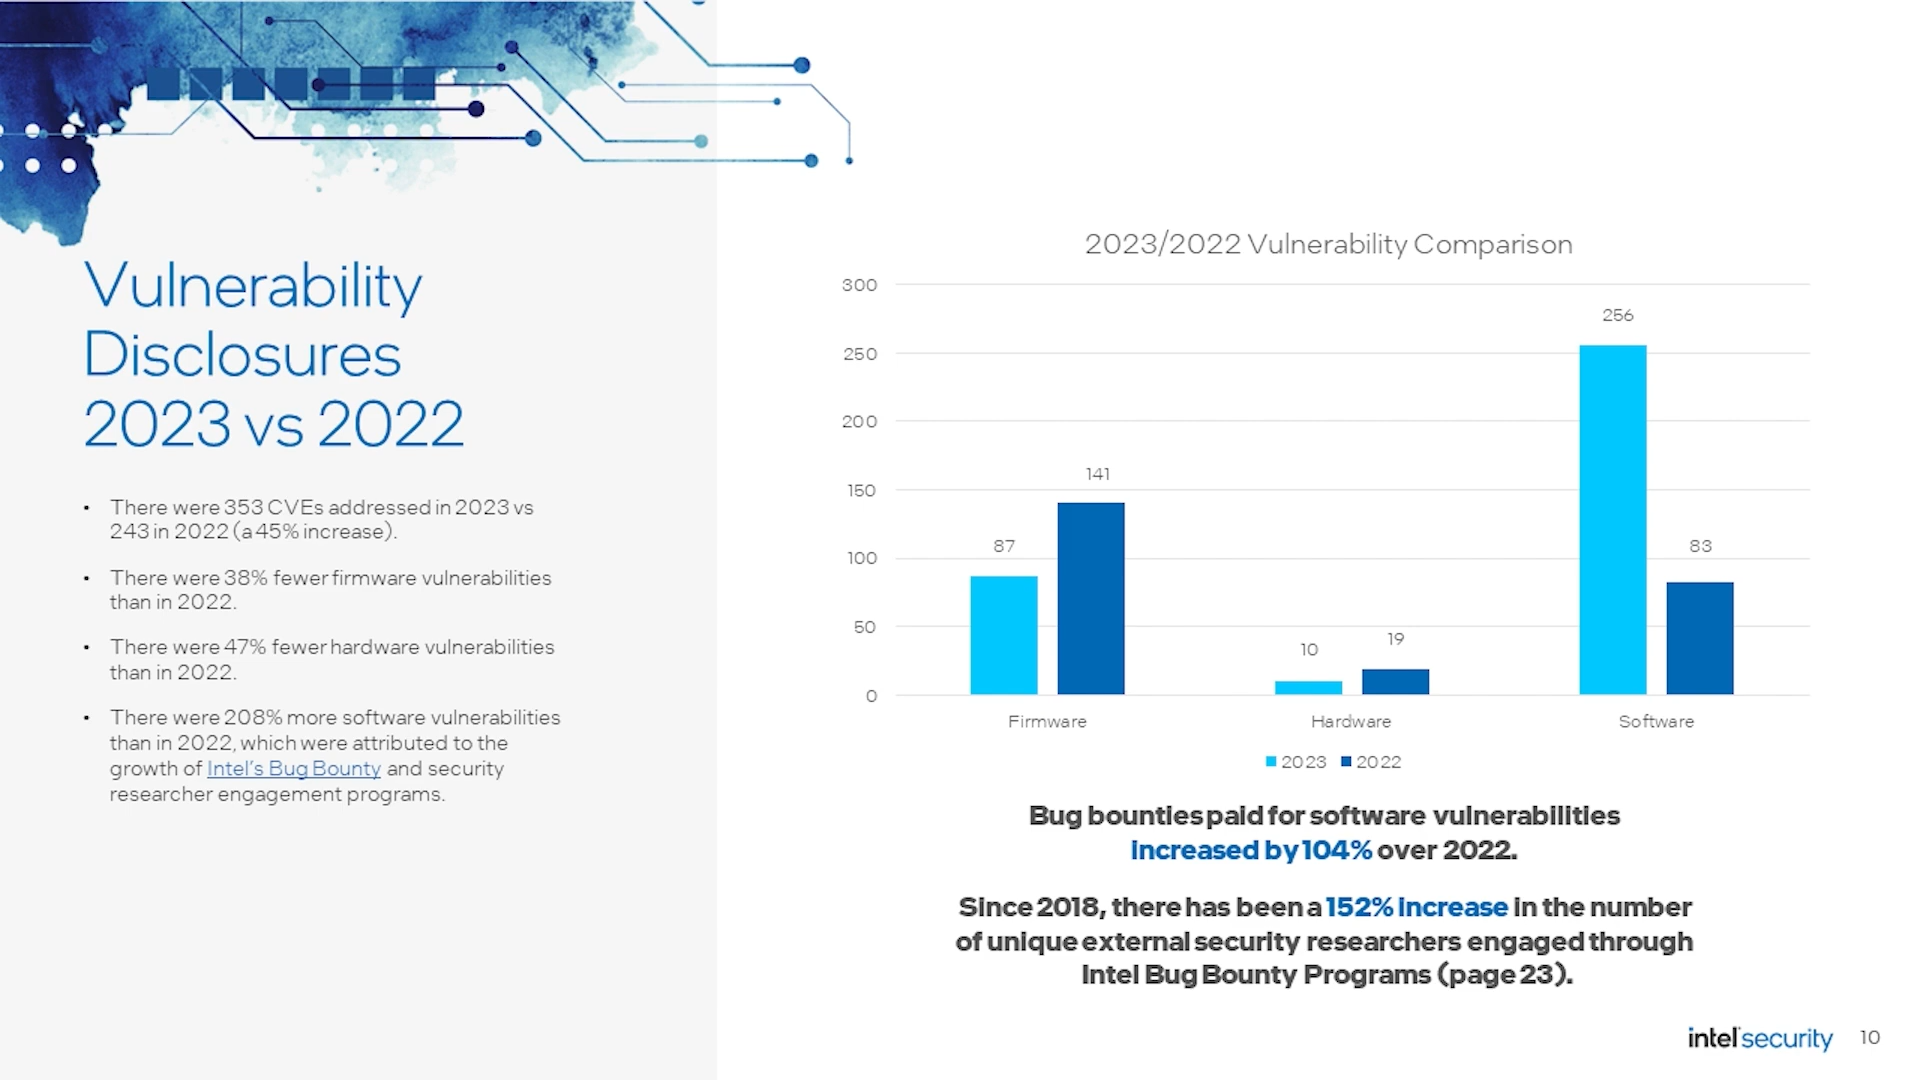 Vulnerability
Disclosures
2023 vs 2022
• There were 353 CVEs addressed in 2023 vs
243 in 2022 (a 45% increase).
• There were 38% fewer firmware vulnerabilities
than in 2022.
• There were 47% fewer hardware vulnerabilities
than in 2022.
• There were 208% more software vulnerabilities
than in 2022, which were attributed to the
growth of Intel's Bug Bounty and security
researcher engagement programs.
2023/2022 Vulnerability Comparison
300
250
200
150
100
50
0
87
141
10
19
256
83
Firmware
Hardware
Software
2023
2022
Bug bounties paid for software vulnerabilities
increased by 104% over 2022.
Since 2018, there has been a 152% increase in the number
of unique external security researchers engaged through
Intel Bug Bounty Programs (page 23).
intel security
10